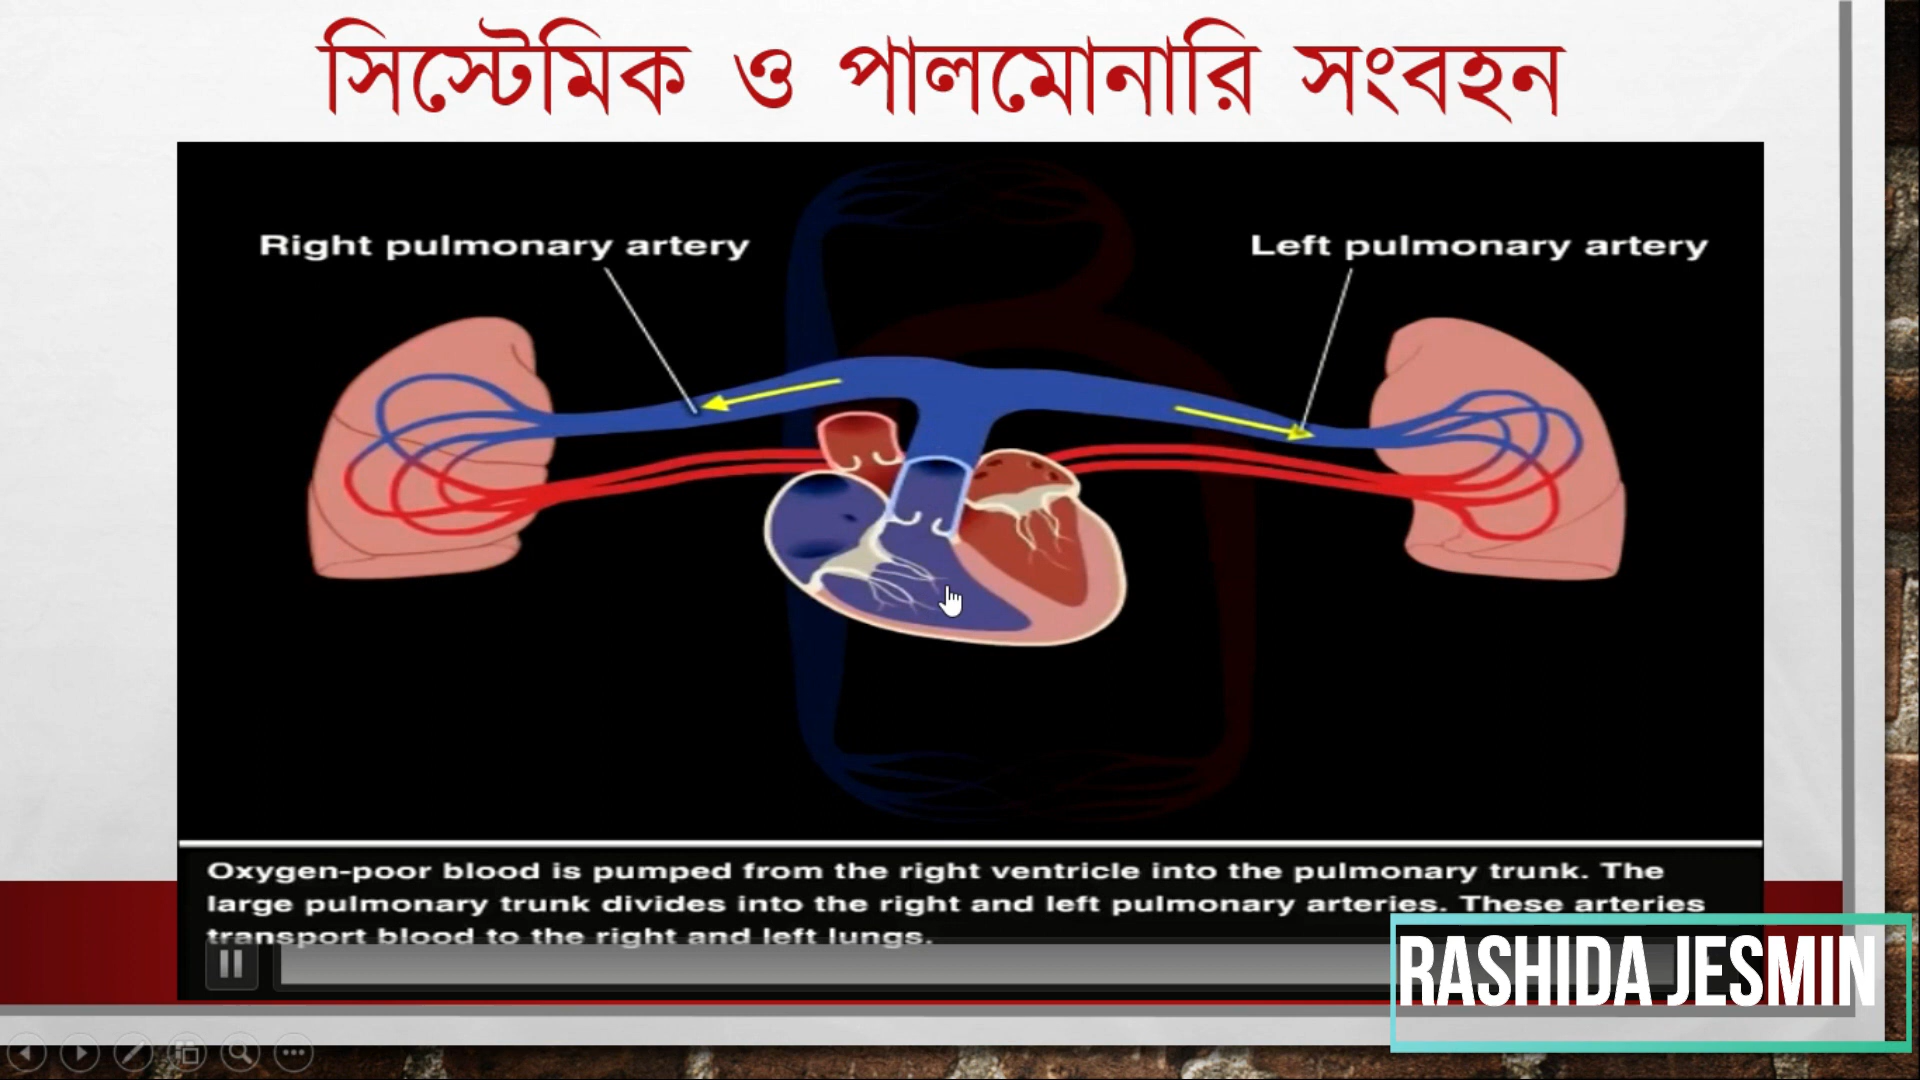 সিস্টেমিক ও পালমোনারি সংবহন
Right pulmonary artery
Left pulmonary artery
Oxygen-poor blood is pumped from the right ventricle into the pulmonary trunk. The
large pulmonary trunk divides into the right and left pulmonary arteries. These arteries
transport blood to the right and left lungs.
RASHIDA JESMIN